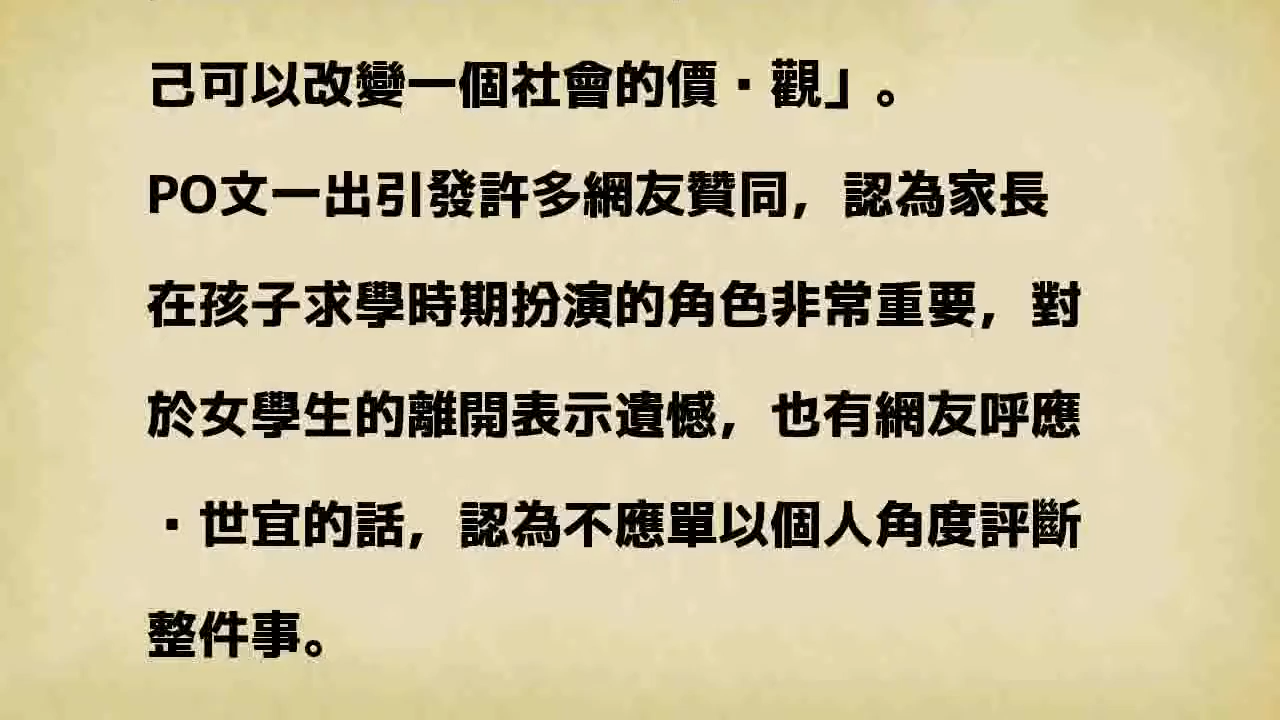 己可以改變一個社會的價▪觀」。
PO文一出引發許多網友贊同，認為家長
在孩子求學時期扮演的角色非常重要，對
於女學生的離開表示遺憾，也有網友呼應
▪世宜的話，認為不應單以個人角度評斷
整件事。